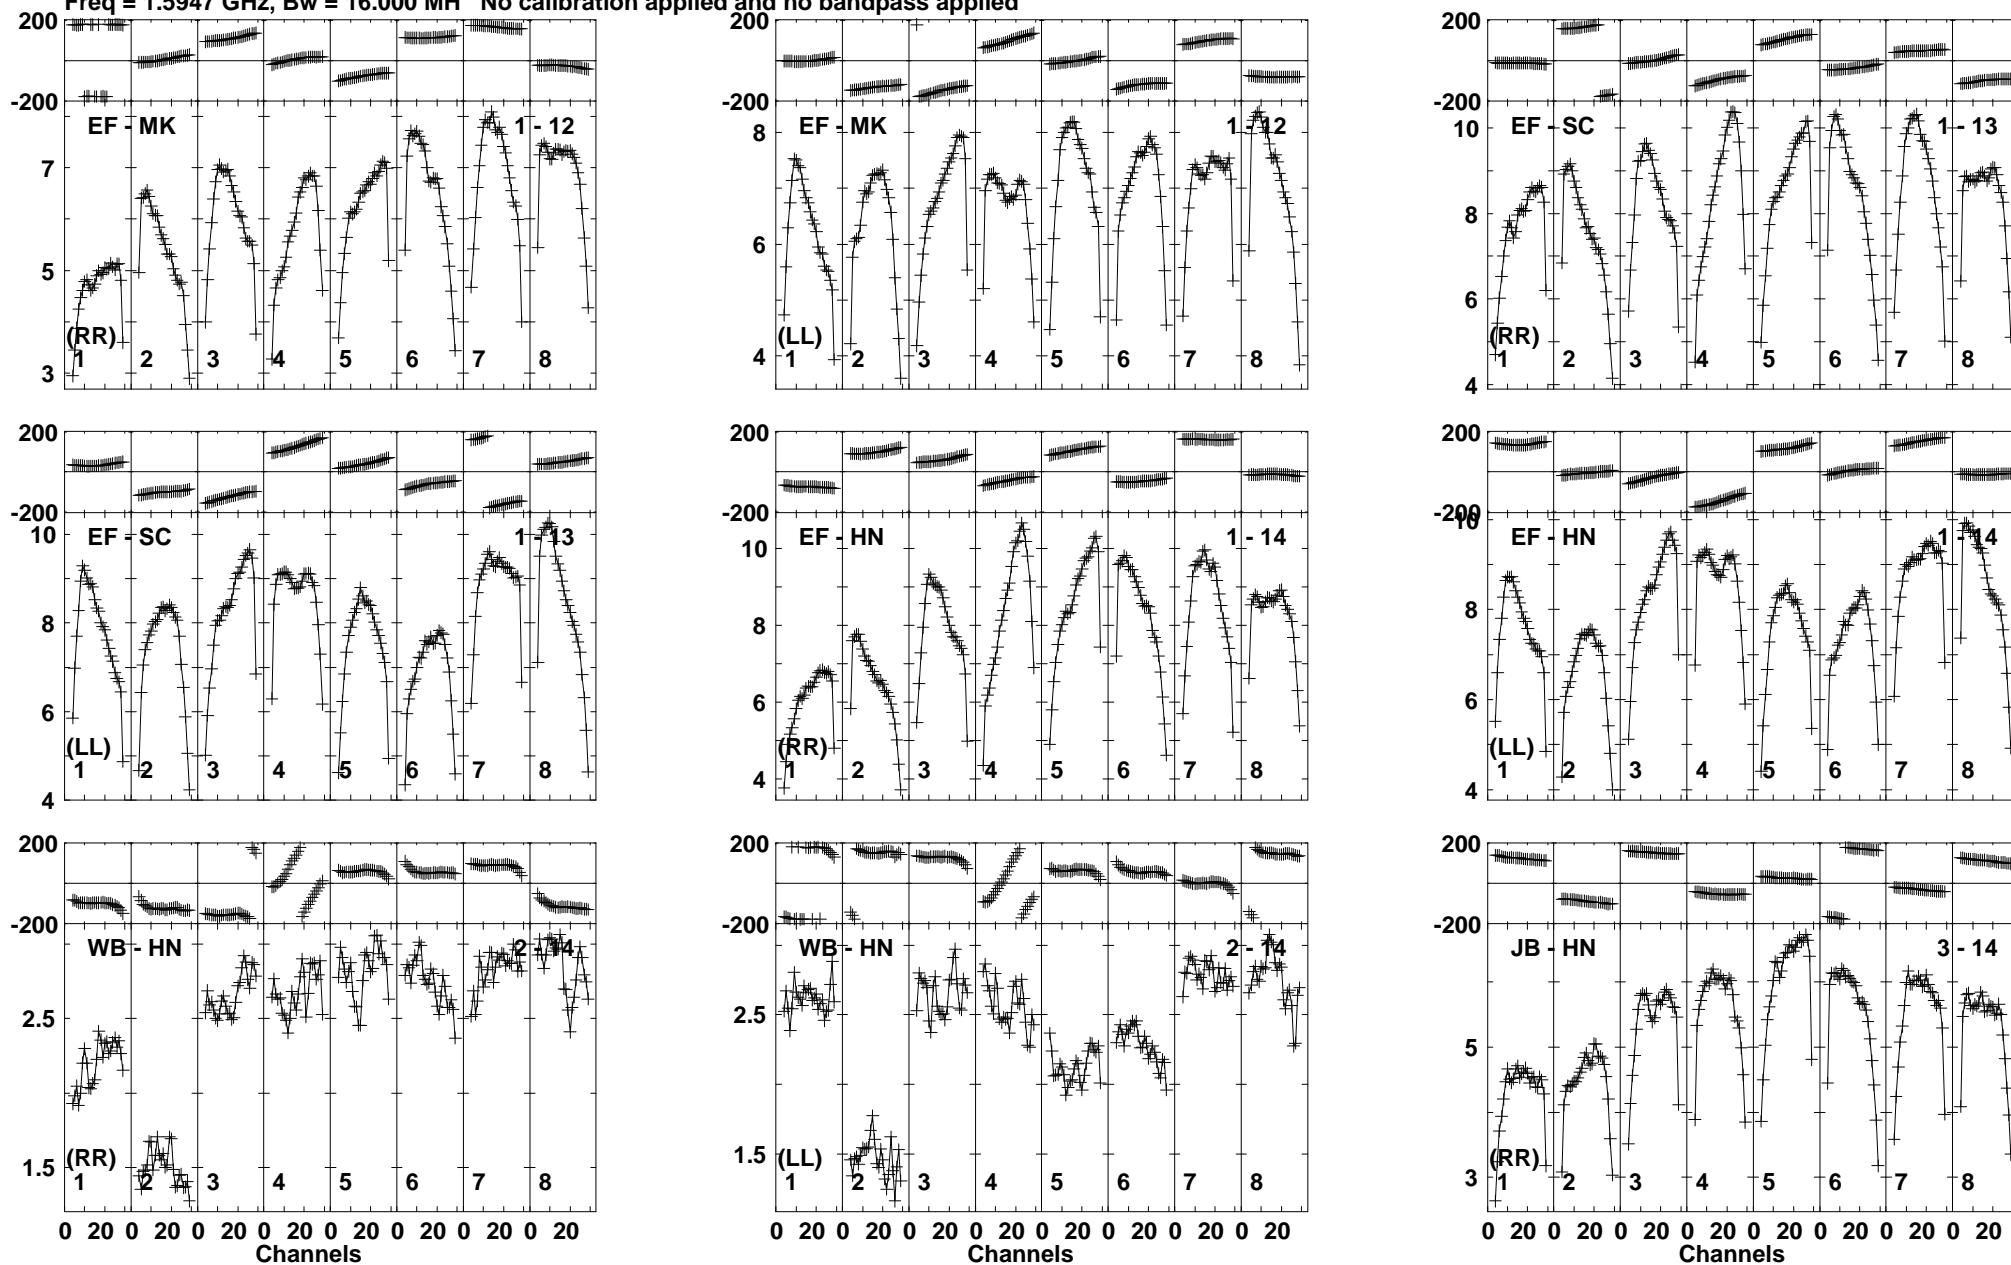 Freq = 1.5947 GHz, Bw = 16.000 MH No calibration applied and no bandpass applied
200 200 200
-200 -200 -200
EF - MK 1 - 12 EF - MK 1 - 12 EF - SC 1 - 13
7 5 3
8 6 4
10 8 6 4
(RR) (LL) (RR)
1 2 3 4 5 6 7 8 1 2 3 4 5 6 7 8 1 2 3 4 5 6 7 8
200 200 200
-200 -200 -200
EF - SC 1 - 13 EF - HN 1 - 14 EF - HN 1 - 14
10 8 6 4
10 8 6 4
10 8 6 4
(LL) (RR) (LL)
1 2 3 4 5 6 7 8 1 2 3 4 5 6 7 8 1 2 3 4 5 6 7 8
200 200 200
-200 -200 -200
WB - HN 2 - 14 WB - HN 2 - 14 JB - HN 3 - 14
2.5 1.5
2.5 1.5
5 3
(RR) (LL) (RR)
1 2 3 4 5 6 7 8 1 2 3 4 5 6 7 8 1 2 3 4 5 6 7 8
0 20 0 20 0 20 0 20 0 20 0 20 0 20 0 20 0 20 0 20 0 20 0 20 0 20 0 20 0 20 0 20 0 20 0 20 0 20 0 20 0 20 0 20 0 20 0 20
Channels Channels Channels